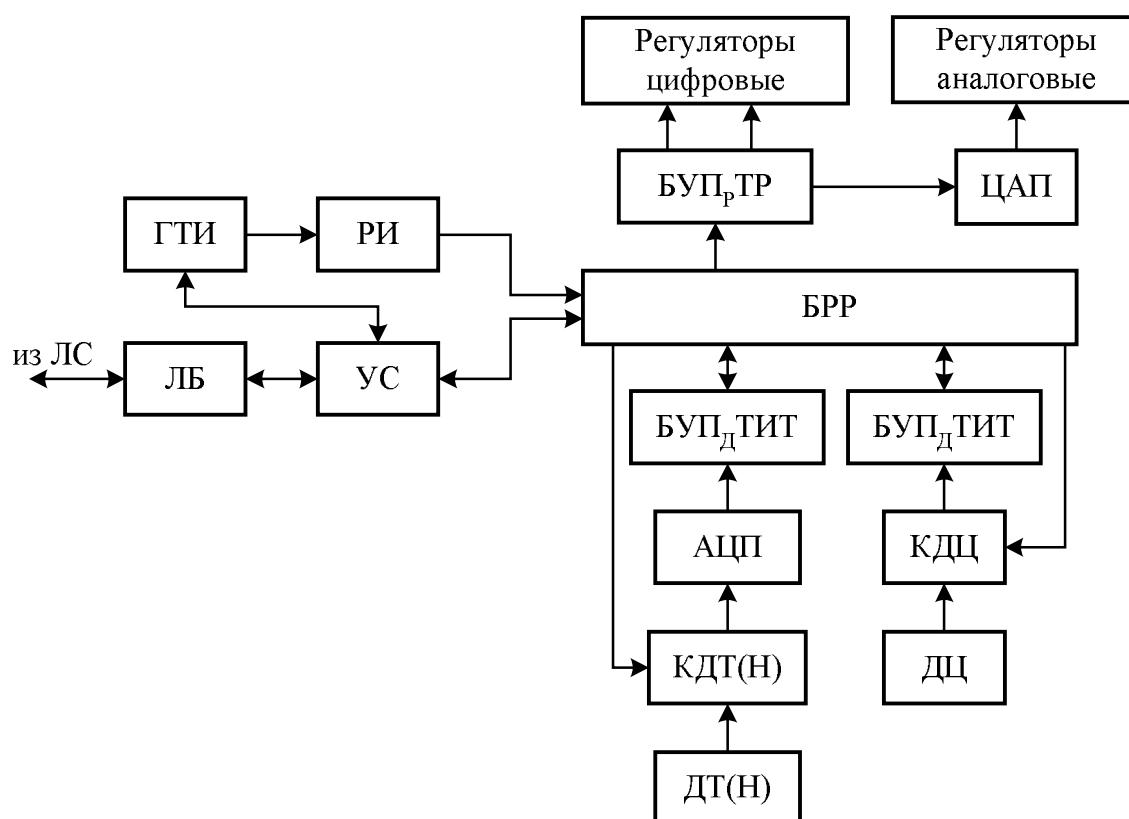 Регуляторы
цифровые
Регуляторы
аналоговые
БУПРТР
ЦАП
ГТИ
РИ
БРР
из ЛС
ЛБ
УС
БУПДТИТ
БУПДТИТ
АЦП
КДЦ
КДТ(Н)
ДЦ
ДТ(Н)